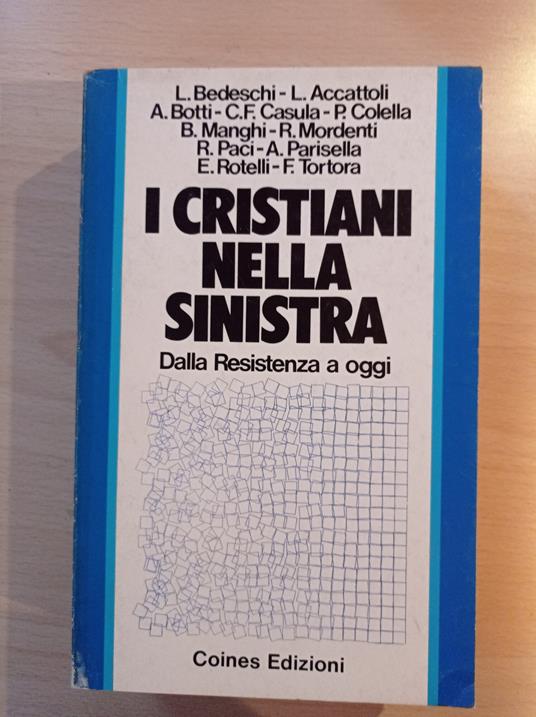 L. Bedeschi - L. Accattoli
A. Botti - C.F. Casula - P. Colella
B. Manghi - R. Mordenti
R. Paci - A. Parisella
E. Rotelli - F. Tortora
I CRISTIANI
NELLA
SINISTRA
Dalla Resistenza a oggi
Coines Edizioni